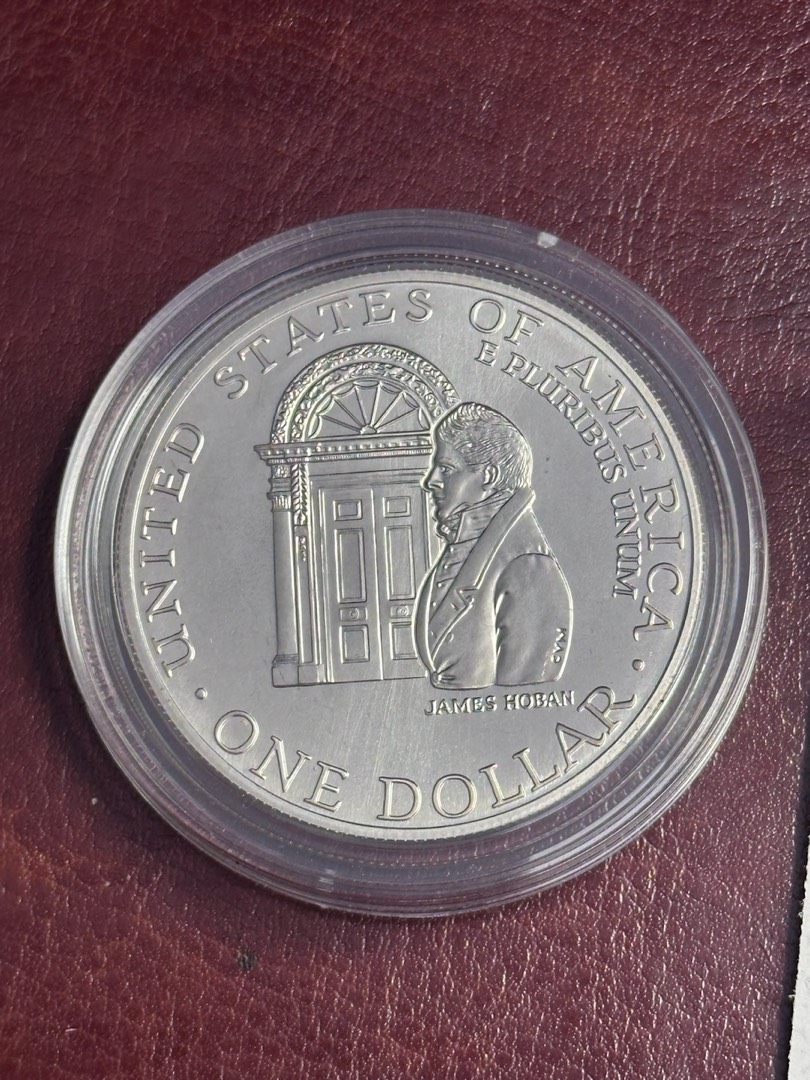 UNITED STATES OF AMERICA
E PLURIBUS UNUM
JAMES HOBAN
· ONE DOLLAR ·